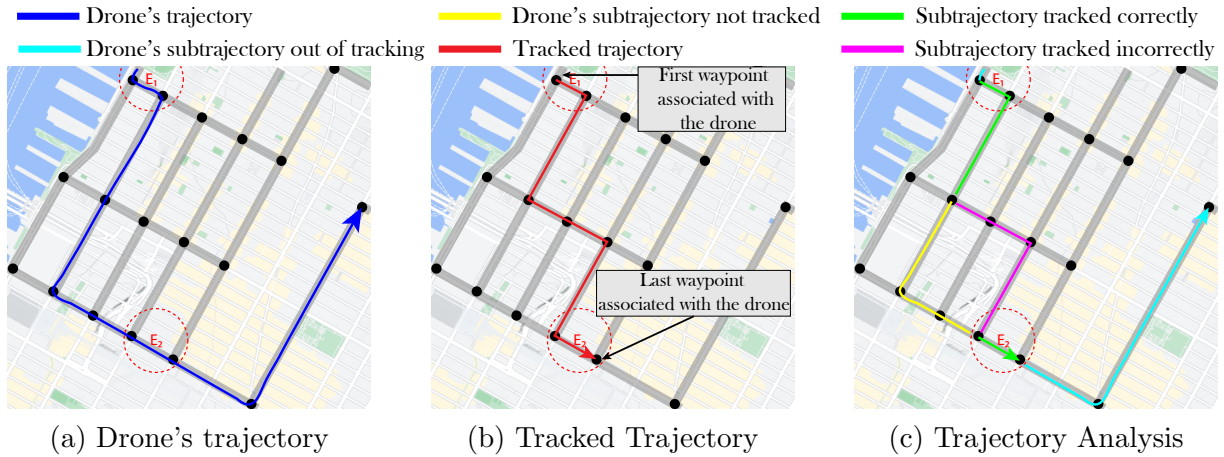 Drone's trajectory
Drone's subtrajectory not tracked
Subtrajectory tracked correctly
Drone's subtrajectory out of tracking
Tracked trajectory
Subtrajectory tracked incorrectly
E1
E2
E1
First waypoint
associated with
the drone
Last waypoint
associated with the drone
E2
E1
E2
(a) Drone's trajectory
(b) Tracked Trajectory
(c) Trajectory Analysis